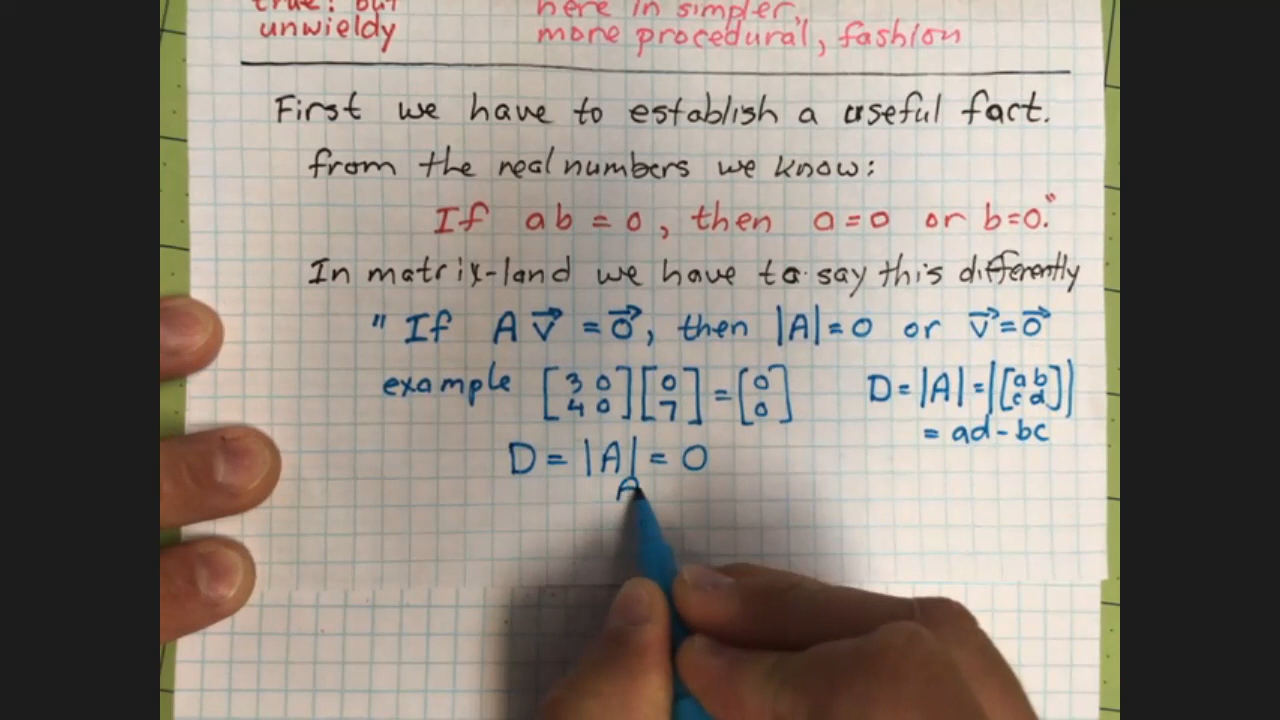 true: but
unwieldy
here in simpler,
more procedural, fashion
First we have to establish a useful fact.
from the real numbers we know:
If ab = 0, then a=0 or b=0."
In matrix-land we have to say this differently
" If A v⃗ = 0⃗, then |A| = 0 or v⃗ = 0⃗
example [3 0; 4 0] [0; 7] = [0; 0]
D = |A| = |[a b; c d]|
= ad - bc
D = |A| = 0
A